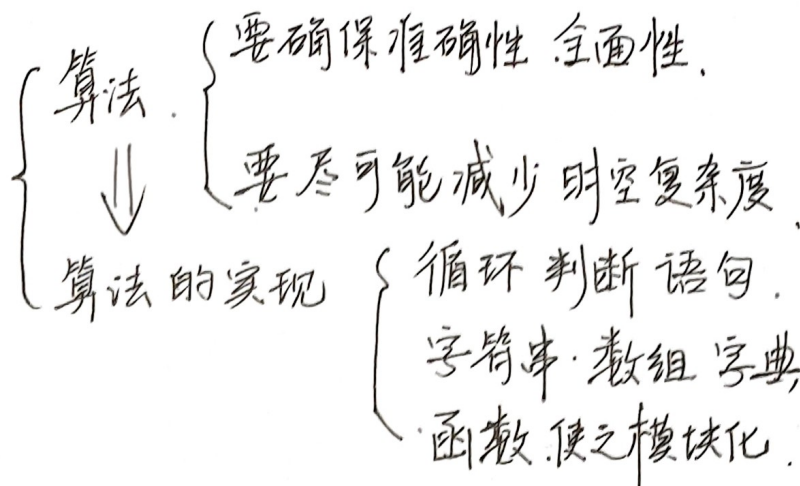 要确保准确性 全面性.
算法.
要尽可能减少 时空复杂度.
算法的实现
循环 判断 语句.
字符串·数组 字典,
函数.使之模块化.